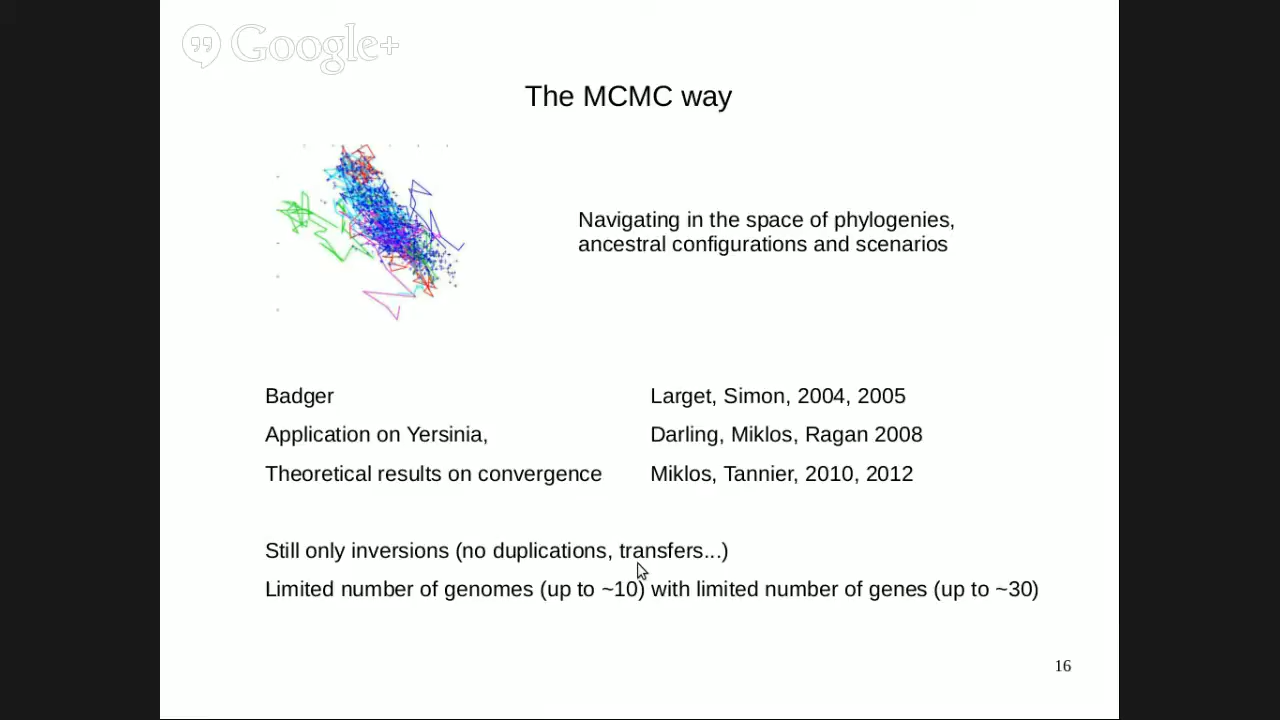 Google+
The MCMC way
Navigating in the space of phylogenies,
ancestral configurations and scenarios
Badger
Larget, Simon, 2004, 2005
Application on Yersinia,
Darling, Miklos, Ragan 2008
Theoretical results on convergence
Miklos, Tannier, 2010, 2012
Still only inversions (no duplications, transfers...)
Limited number of genomes (up to ~10) with limited number of genes (up to ~30)
16